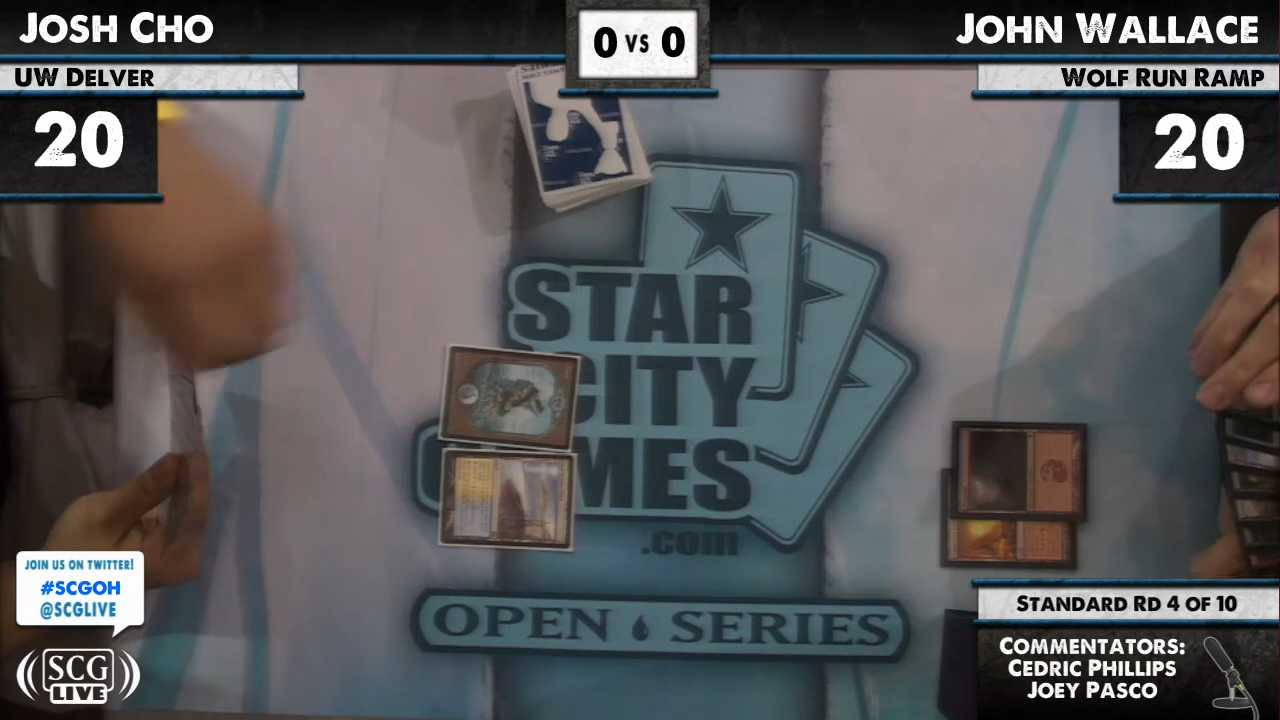 JOSH CHO
0 VS 0
JOHN WALLACE
UW DELVER
WOLF RUN RAMP
20
20
STAR
CITY
GAMES
.com
OPEN SERIES
JOIN US ON TWITTER!
#SCGOH
@SCGLIVE
SCG
LIVE
STANDARD RD 4 OF 10
COMMENTATORS:
CEDRIC PHILLIPS
JOEY PASCO